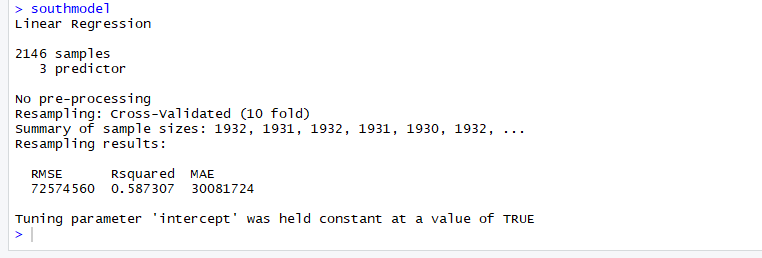 > southmodel
Linear Regression
2146 samples
3 predictor
No pre-processing
Resampling: Cross-Validated (10 fold)
Summary of sample sizes: 1932, 1931, 1932, 1931, 1930, 1932, ...
Resampling results:
RMSE Rsquared MAE
72574560 0.587307 30081724
Tuning parameter 'intercept' was held constant at a value of TRUE
>